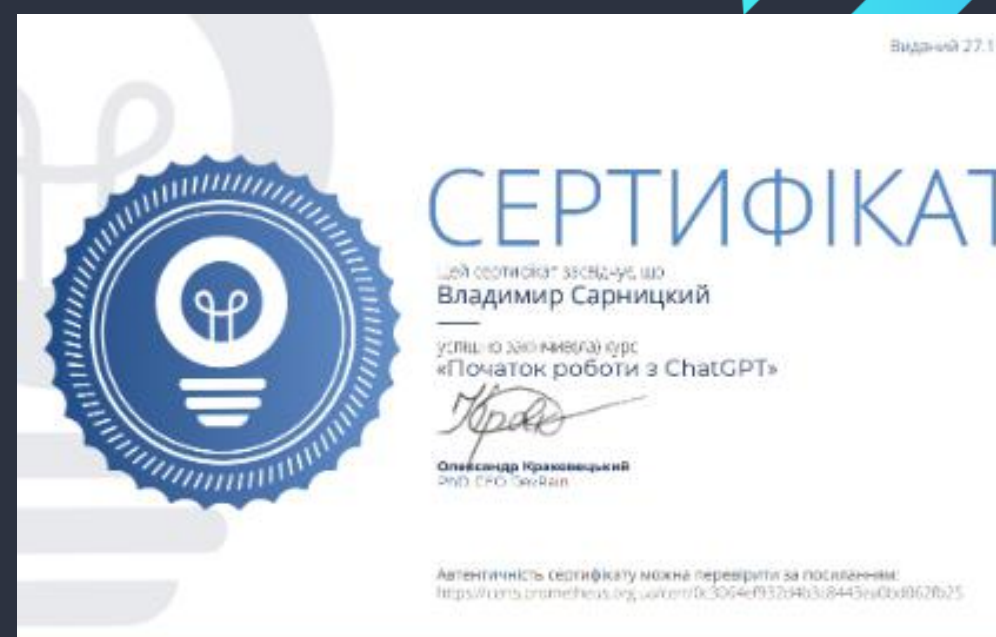 Виданий 27.1
СЕРТИФІКАТ
Цей сертифікат засвідчує, що
Владимир Сарницкий
успішно закінчив(ла) курс
«Початок роботи з ChatGPT»
Олександр Краковецький
PhD, CEO DevRain
Автентичність сертифікату можна перевірити за посиланням: